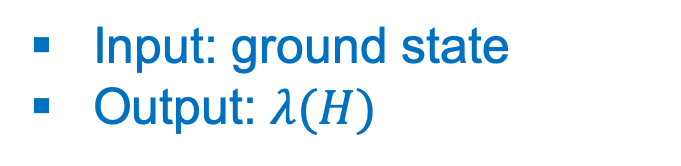 ▪ Input: ground state
▪ Output: 𝜆(𝐻)